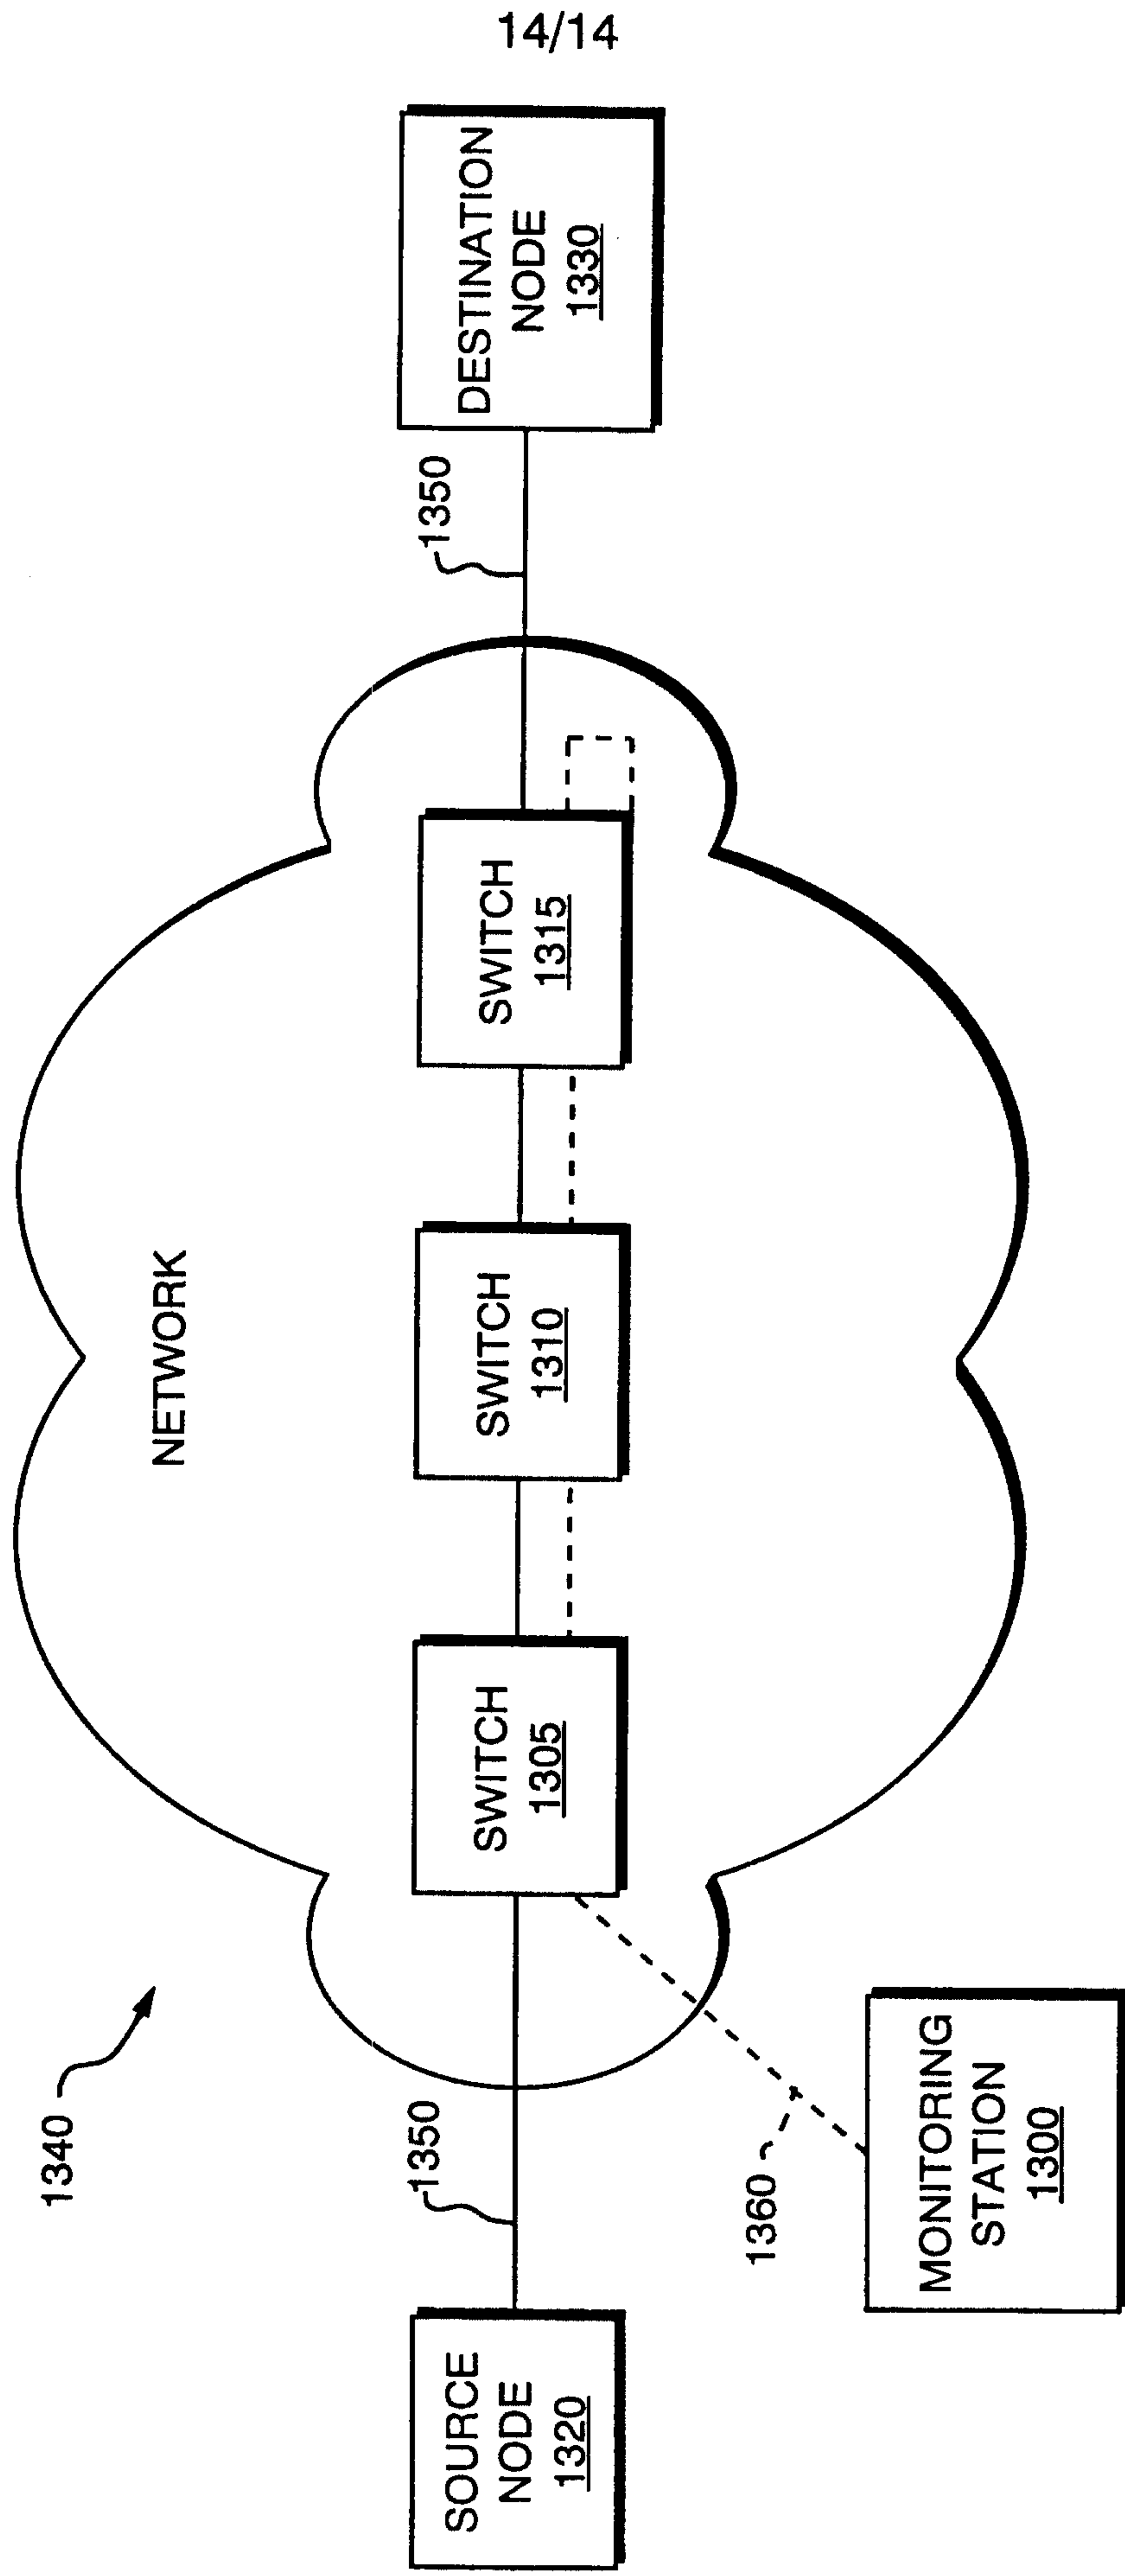 14/14
1340
NETWORK
SOURCE
NODE
1320
1350
SWITCH
1305
SWITCH
1310
SWITCH
1315
1350
DESTINATION
NODE
1330
1360
MONITORING
STATION
1300